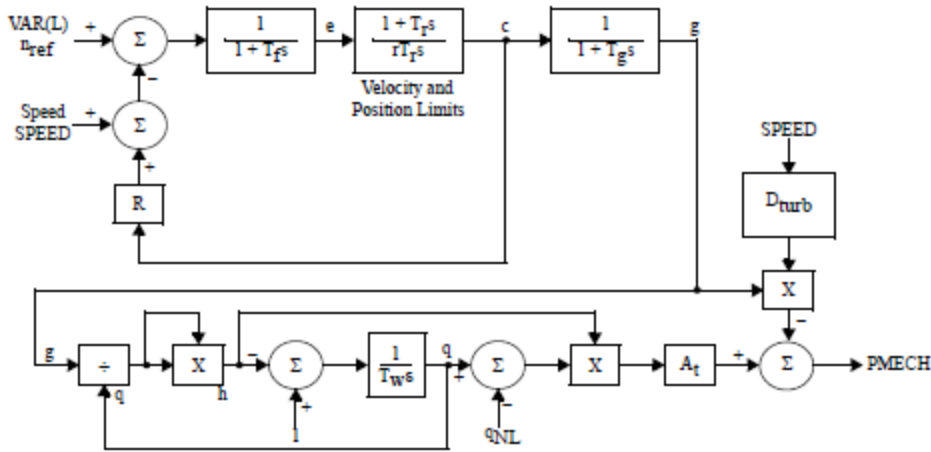 VAR(L)
nref
+
Σ
−
Speed
SPEED
+
Σ
+
R
1
1 + Tfs
e
1 + Trs
rTrs
Velocity and
Position Limits
c
1
1 + Tgs
g
SPEED
Dturb
X
−
g
÷
q
X
h
−
Σ
+
1
1
Tws
q
+
Σ
−
qNL
X
At
+
Σ
PMECH